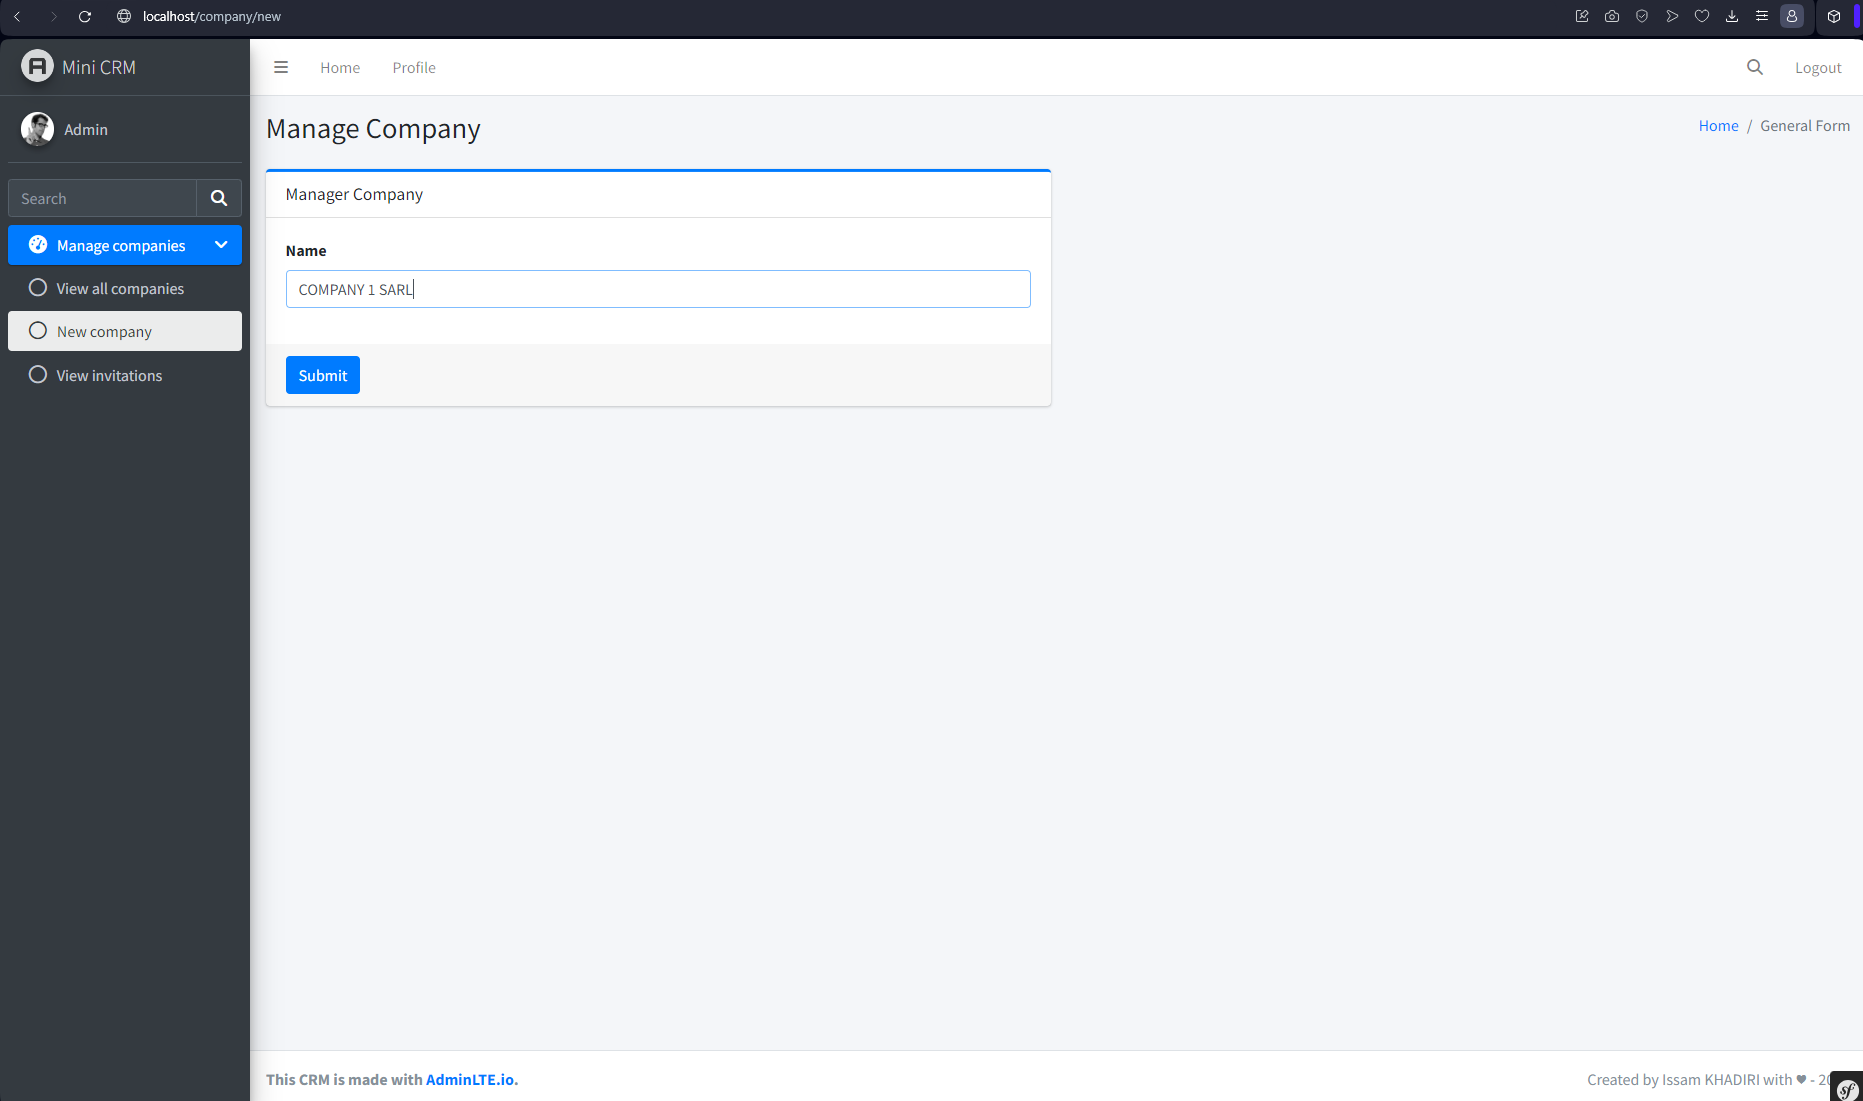 localhost/company/new
Mini CRM
Home Profile Logout
Admin
Manage Company
Home / General Form
Search
Manager Company
Manage companies
Name
View all companies
COMPANY 1 SARL
New company
View invitations
Submit
This CRM is made with AdminLTE.io.
Created by Issam KHADIRI with ♥ - 20
sf